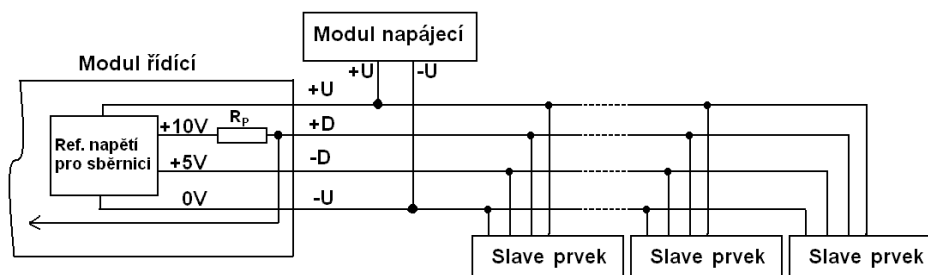 Modul napájecí
Modul řídící
+U
-U
+U
Ref. napětí
pro sběrnici
+10V
RP
+D
+5V
-D
0V
-U
Slave prvek
Slave prvek
Slave prvek